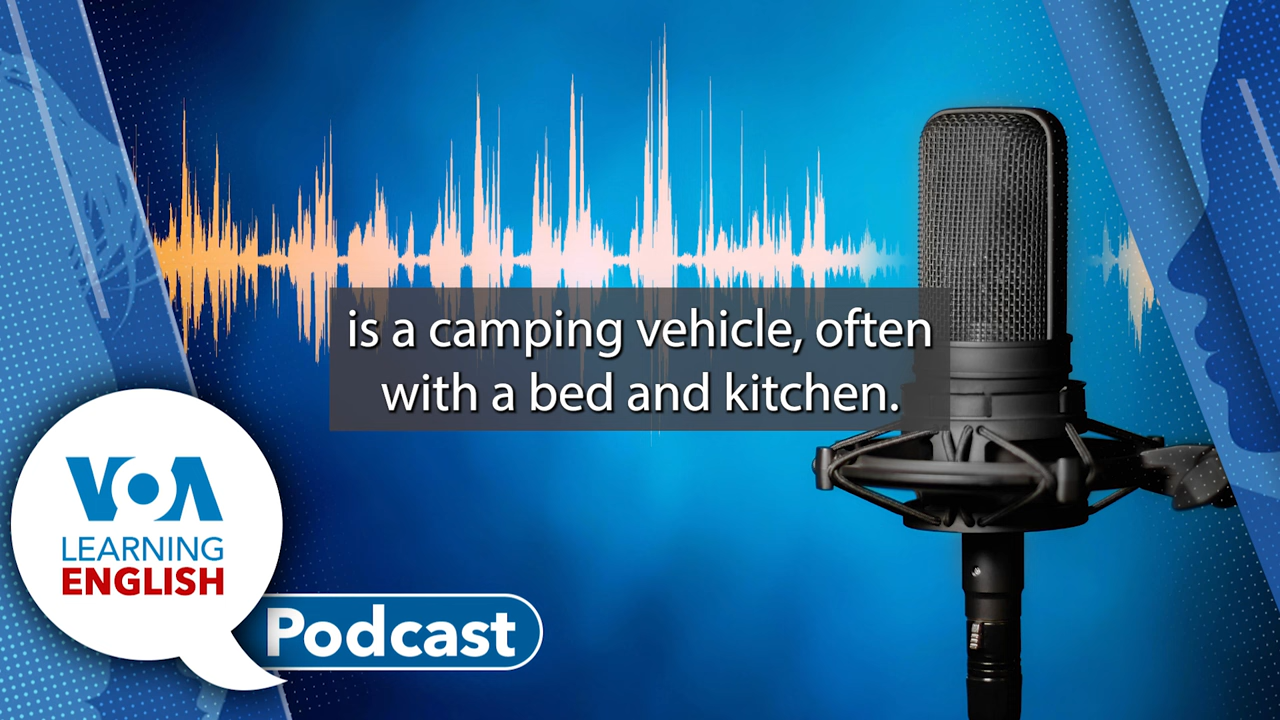 is a camping vehicle, often
with a bed and kitchen.
VOA
LEARNING
ENGLISH
Podcast